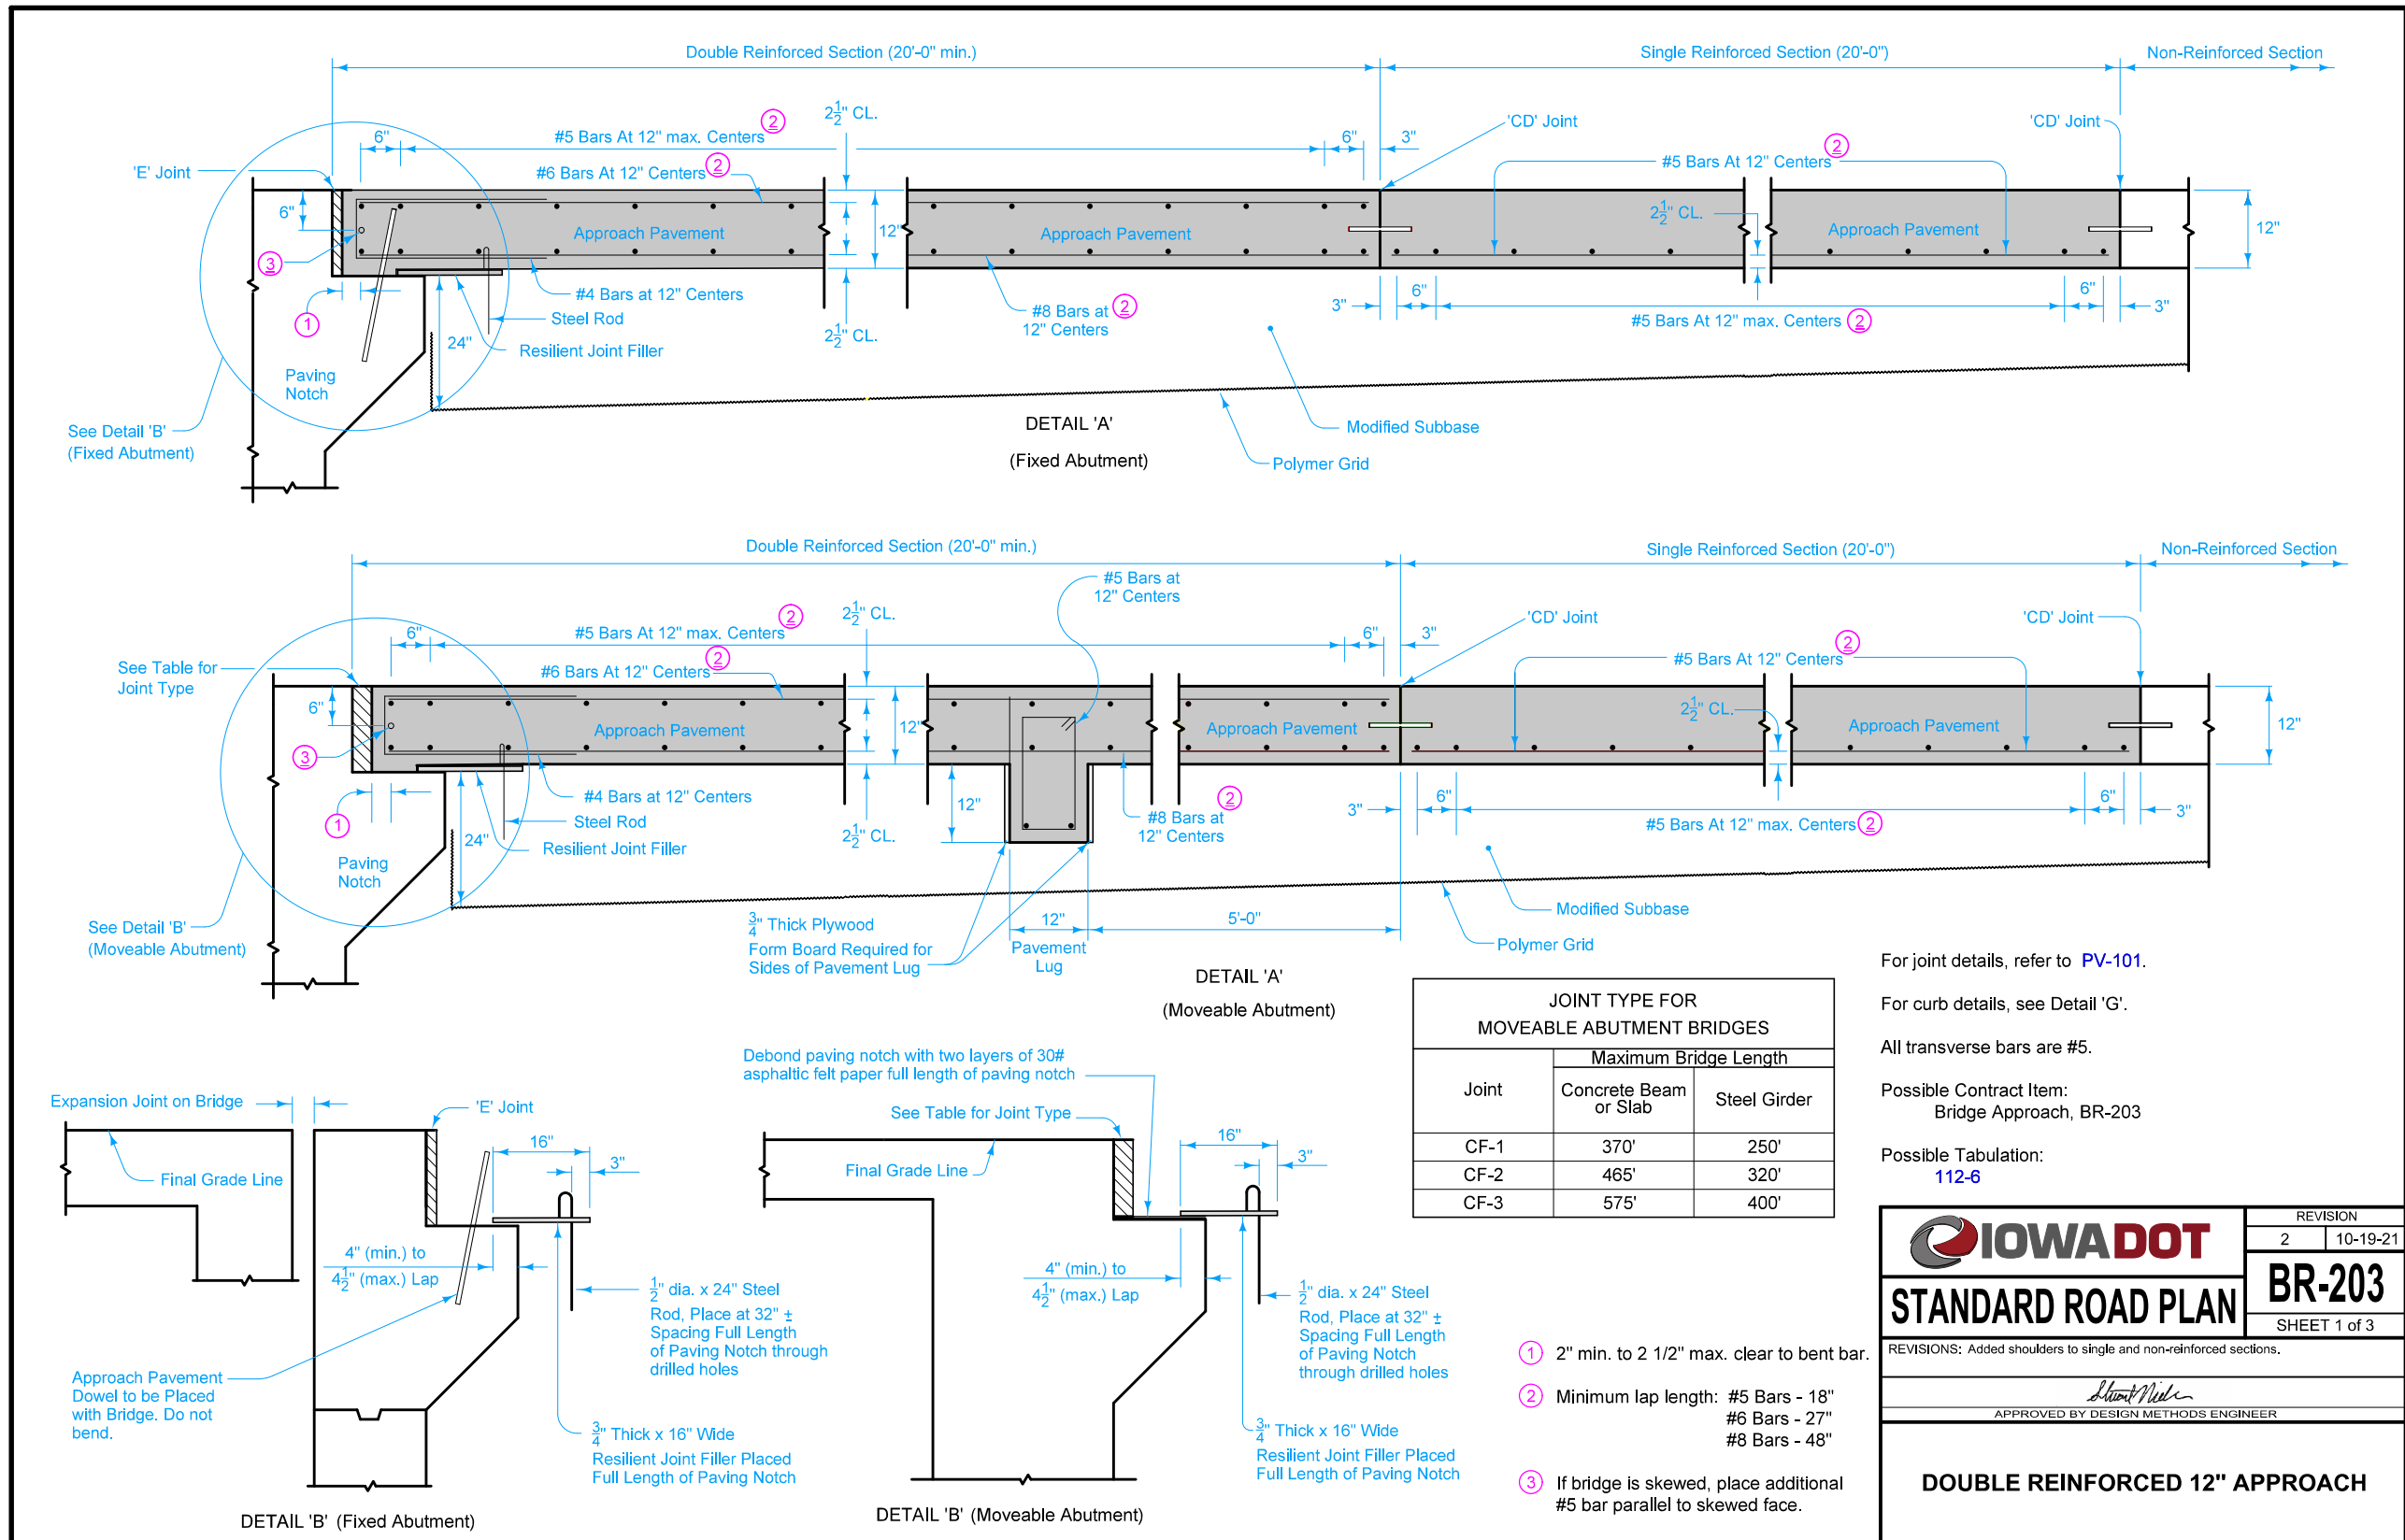 Double Reinforced Section (20'-0" min.)
Single Reinforced Section (20'-0")
Non-Reinforced Section
2 1/2" CL.
6"
#5 Bars At 12" max. Centers
2
6"
3"
'CD' Joint
'CD' Joint
'E' Joint
#6 Bars At 12" Centers
2
#5 Bars At 12" Centers
2
6"
Approach Pavement
12"
Approach Pavement
2 1/2" CL.
Approach Pavement
12"
3
1
#4 Bars at 12" Centers
Steel Rod
Resilient Joint Filler
24"
2 1/2" CL.
#8 Bars at
12" Centers
2
3"
6"
#5 Bars At 12" max. Centers
2
6"
3"
Paving
Notch
See Detail 'B'
(Fixed Abutment)
DETAIL 'A'
(Fixed Abutment)
Modified Subbase
Polymer Grid
Double Reinforced Section (20'-0" min.)
Single Reinforced Section (20'-0")
Non-Reinforced Section
#5 Bars at
12" Centers
2 1/2" CL.
6"
#5 Bars At 12" max. Centers
2
6"
3"
'CD' Joint
'CD' Joint
See Table for
Joint Type
#6 Bars At 12" Centers
2
#5 Bars At 12" Centers
2
6"
Approach Pavement
12"
Approach Pavement
2 1/2" CL.
Approach Pavement
12"
3
1
#4 Bars at 12" Centers
Steel Rod
Resilient Joint Filler
24"
2 1/2" CL.
12"
#8 Bars at
12" Centers
2
3"
6"
#5 Bars At 12" max. Centers
2
6"
3"
Paving
Notch
See Detail 'B'
(Moveable Abutment)
3/4" Thick Plywood
Form Board Required for
Sides of Pavement Lug
12"
Pavement
Lug
5'-0"
Modified Subbase
Polymer Grid
DETAIL 'A'
(Moveable Abutment)
JOINT TYPE FOR
MOVEABLE ABUTMENT BRIDGES
Joint
Maximum Bridge Length
Concrete Beam
or Slab
Steel Girder
CF-1 370' 250'
CF-2 465' 320'
CF-3 575' 400'
For joint details, refer to PV-101.
For curb details, see Detail 'G'.
All transverse bars are #5.
Possible Contract Item:
Bridge Approach, BR-203
Possible Tabulation:
112-6
Expansion Joint on Bridge
'E' Joint
16"
3"
Final Grade Line
4" (min.) to
4 1/2" (max.) Lap
1/2" dia. x 24" Steel
Rod, Place at 32" ±
Spacing Full Length
of Paving Notch through
drilled holes
Approach Pavement
Dowel to be Placed
with Bridge. Do not
bend.
3/4" Thick x 16" Wide
Resilient Joint Filler Placed
Full Length of Paving Notch
DETAIL 'B' (Fixed Abutment)
Debond paving notch with two layers of 30#
asphaltic felt paper full length of paving notch
See Table for Joint Type
16"
3"
Final Grade Line
4" (min.) to
4 1/2" (max.) Lap
1/2" dia. x 24" Steel
Rod, Place at 32" ±
Spacing Full Length
of Paving Notch
through drilled holes
3/4" Thick x 16" Wide
Resilient Joint Filler Placed
Full Length of Paving Notch
DETAIL 'B' (Moveable Abutment)
1 2" min. to 2 1/2" max. clear to bent bar.
2 Minimum lap length: #5 Bars - 18"
#6 Bars - 27"
#8 Bars - 48"
3 If bridge is skewed, place additional
#5 bar parallel to skewed face.
IOWADOT
STANDARD ROAD PLAN
REVISION
2 10-19-21
BR-203
SHEET 1 of 3
REVISIONS: Added shoulders to single and non-reinforced sections.
APPROVED BY DESIGN METHODS ENGINEER
DOUBLE REINFORCED 12" APPROACH